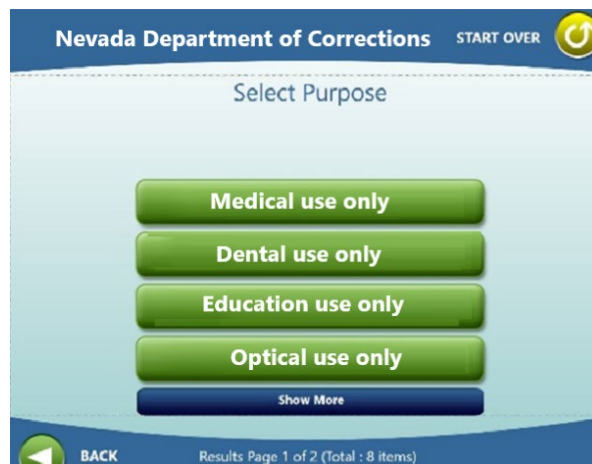 Nevada Department of Corrections START OVER
Select Purpose
Medical use only
Dental use only
Education use only
Optical use only
Show More
BACK Results Page 1 of 2 (Total : 8 items)